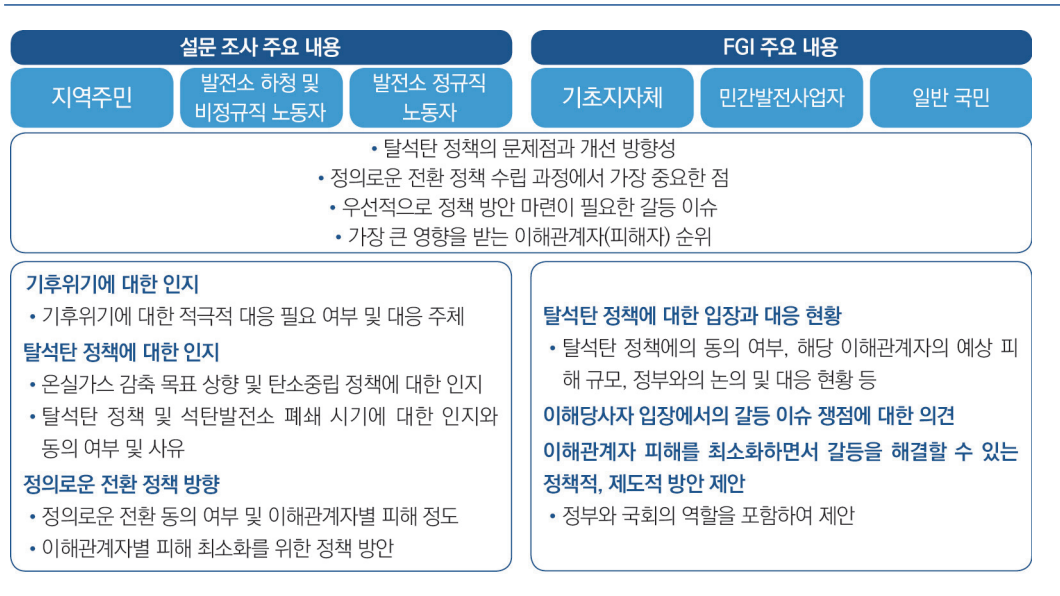 설문 조사 주요 내용
FGI 주요 내용
지역주민
발전소 하청 및
비정규직 노동자
발전소 정규직
노동자
기초지자체
민간발전사업자
일반 국민
• 탈석탄 정책의 문제점과 개선 방향성
• 정의로운 전환 정책 수립 과정에서 가장 중요한 점
• 우선적으로 정책 방안 마련이 필요한 갈등 이슈
• 가장 큰 영향을 받는 이해관계자(피해자) 순위
기후위기에 대한 인지
• 기후위기에 대한 적극적 대응 필요 여부 및 대응 주체
탈석탄 정책에 대한 인지
• 온실가스 감축 목표 상향 및 탄소중립 정책에 대한 인지
• 탈석탄 정책 및 석탄발전소 폐쇄 시기에 대한 인지와
동의 여부 및 사유
정의로운 전환 정책 방향
• 정의로운 전환 동의 여부 및 이해관계자별 피해 정도
• 이해관계자별 피해 최소화를 위한 정책 방안
탈석탄 정책에 대한 입장과 대응 현황
• 탈석탄 정책에의 동의 여부, 해당 이해관계자의 예상 피
해 규모, 정부와의 논의 및 대응 현황 등
이해당사자 입장에서의 갈등 이슈 쟁점에 대한 의견
이해관계자 피해를 최소화하면서 갈등을 해결할 수 있는
정책적, 제도적 방안 제안
• 정부와 국회의 역할을 포함하여 제안